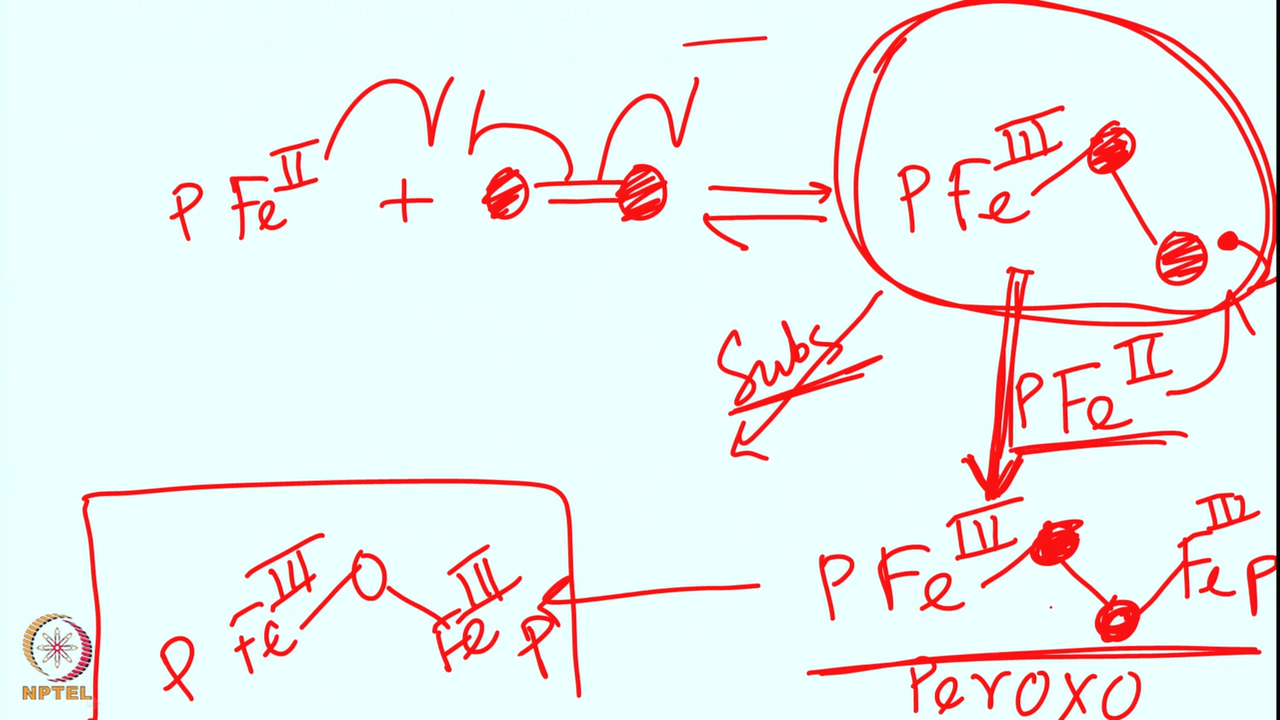 P Fe II + ⇌ P Fe III
Subs
P Fe II
P Fe III Fe III P
P Fe III O Fe III P
Peroxo
NPTEL